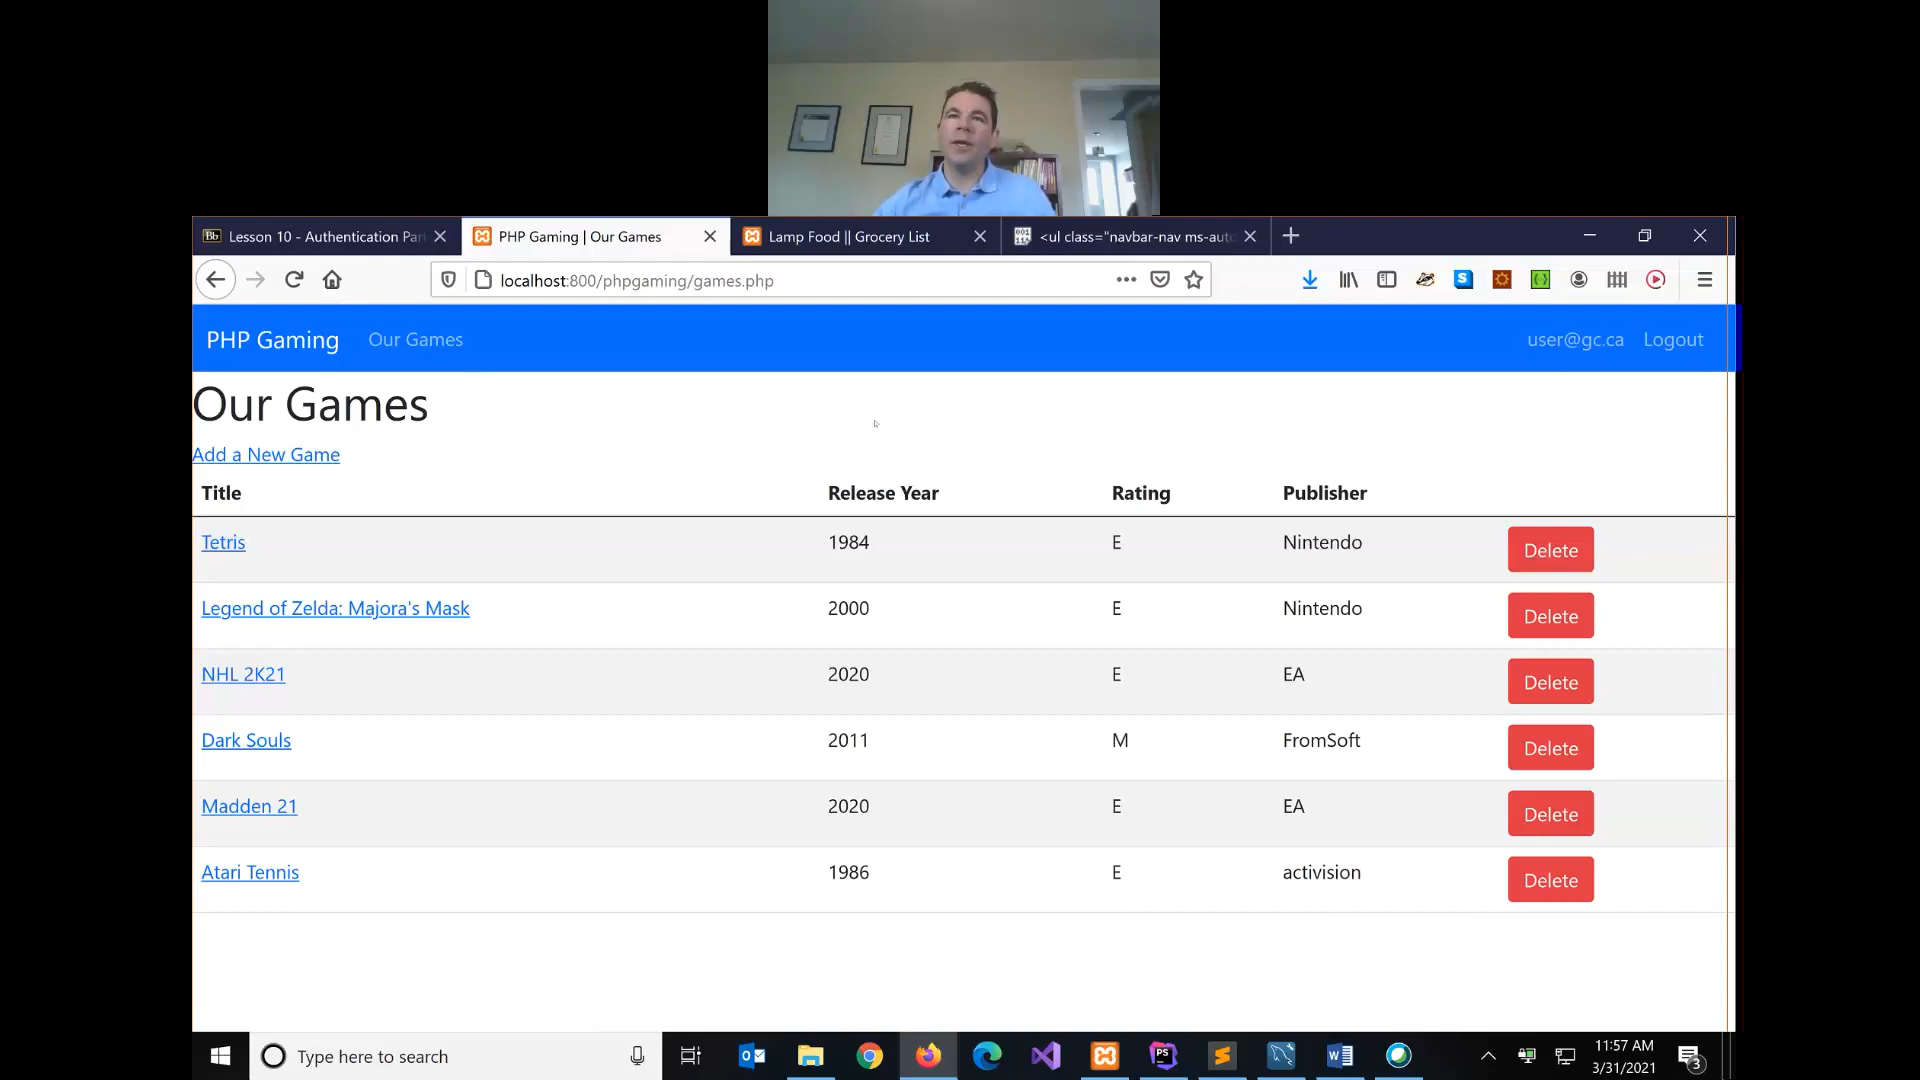 Lesson 10 - Authentication Par
PHP Gaming | Our Games
Lamp Food || Grocery List
<ul class="navbar-nav ms-auto
localhost:800/phpgaming/games.php
PHP Gaming
Our Games
user@gc.ca
Logout
Our Games
Add a New Game
Title Release Year Rating Publisher
Tetris 1984 E Nintendo Delete
Legend of Zelda: Majora's Mask 2000 E Nintendo Delete
NHL 2K21 2020 E EA Delete
Dark Souls 2011 M FromSoft Delete
Madden 21 2020 E EA Delete
Atari Tennis 1986 E activision Delete
Type here to search
11:57 AM
3/31/2021
3